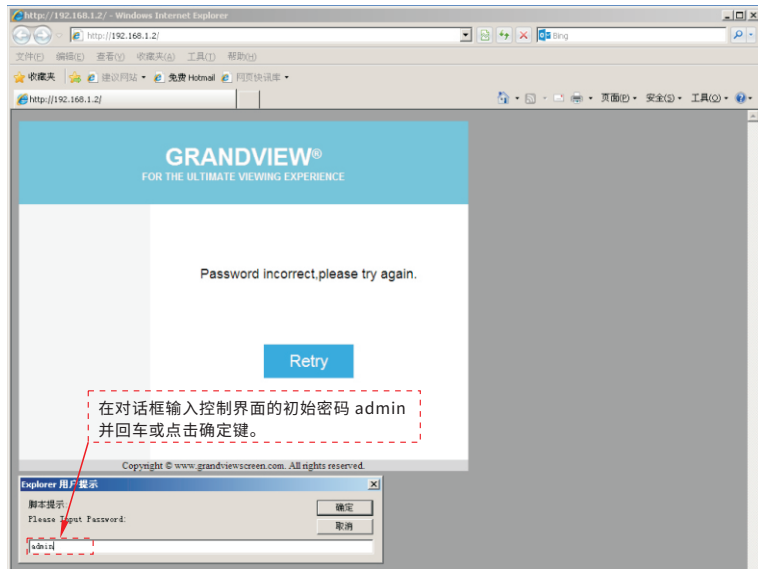 http://192.168.1.2/ - Windows Internet Explorer
http://192.168.1.2/
Bing
文件(F) 编辑(E) 查看(V) 收藏夹(A) 工具(T) 帮助(H)
收藏夹 建议网站 免费 Hotmail 网页快讯库
http://192.168.1.2/
页面(P) 安全(S) 工具(O)
GRANDVIEW®
FOR THE ULTIMATE VIEWING EXPERIENCE
Password incorrect,please try again.
Retry
在对话框输入控制界面的初始密码 admin
并回车或点击确定键。
Copyright © www.grandviewscreen.com. All rights reserved.
Explorer 用户提示
脚本提示:
确定
Please Input Password:
取消
admin